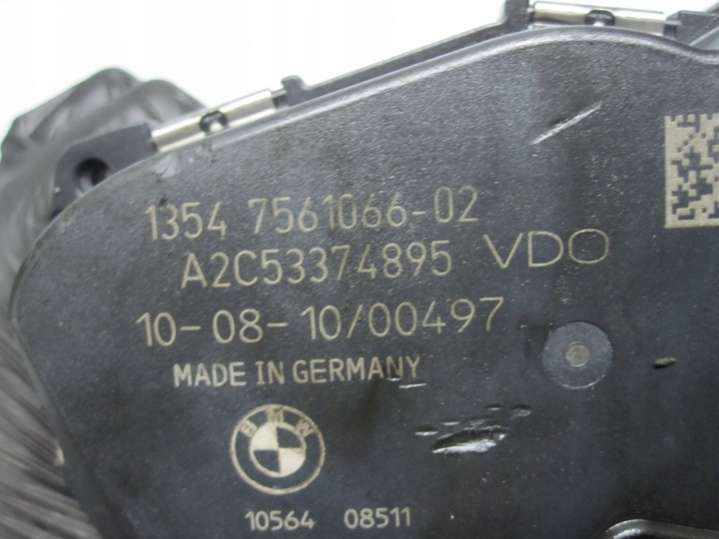 1354 7561066-02
A2C53374895 VDO
10-08-10/00497
MADE IN GERMANY
BMW
10564 08511